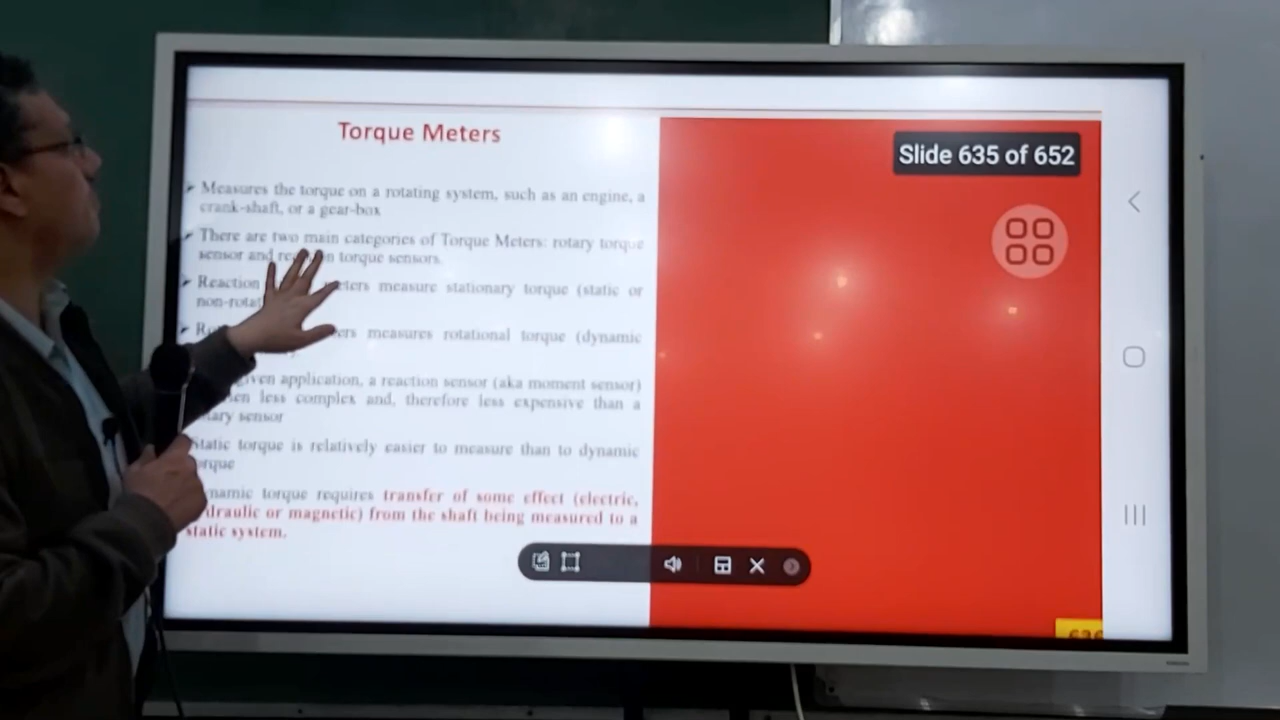 Torque Meters
Slide 635 of 652
Measures the torque on a rotating system, such as an engine, a
crank-shaft, or a gear-box
There are two main categories of Torque Meters: rotary torque
sensor and torque sensors.
Reaction measure stationary torque (static or
measures rotational torque (dynamic
given application, a reaction sensor (aka moment sensor)
less complex and, therefore less expensive than a
sensor
Static torque is relatively easier to measure than to dynamic
requires transfer of some effect (electric,
or magnetic) from the shaft being measured to a
static system.